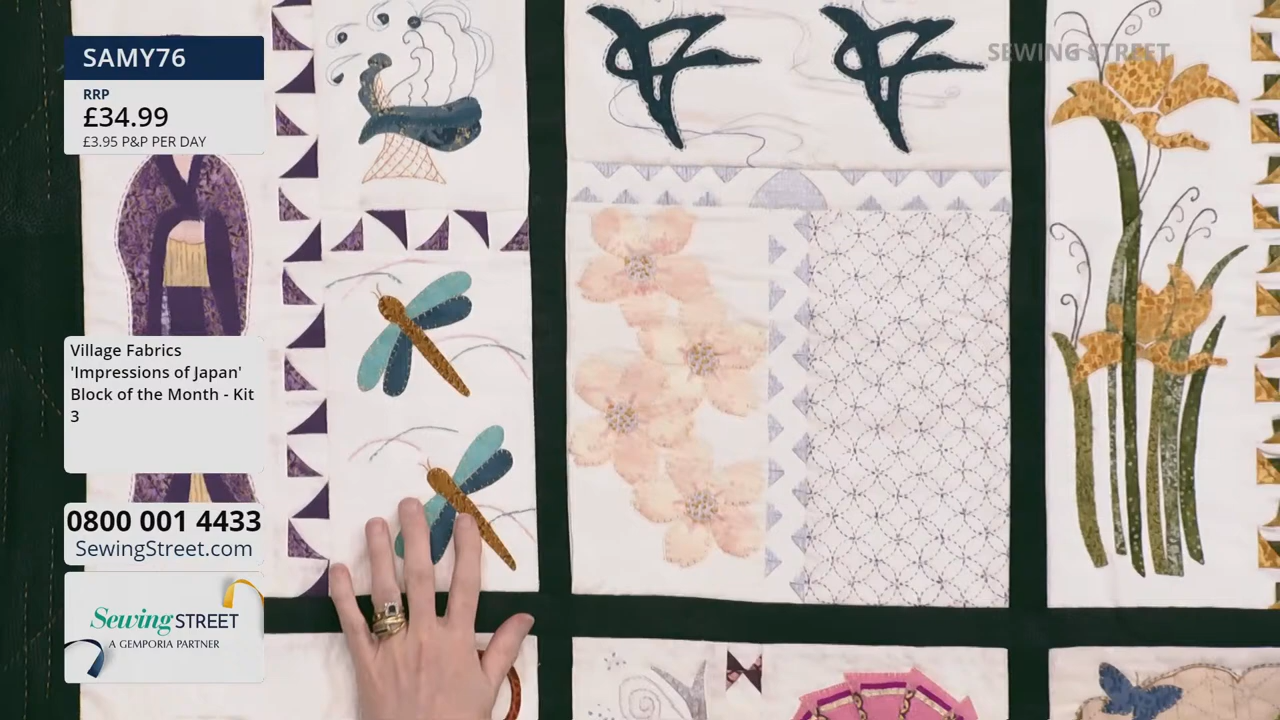 SAMY76
RRP
£34.99
£3.95 P&P PER DAY
Village Fabrics
'Impressions of Japan'
Block of the Month - Kit
3
0800 001 4433
SewingStreet.com
Sewing STREET
A GEMPORIA PARTNER
SEWING STREET